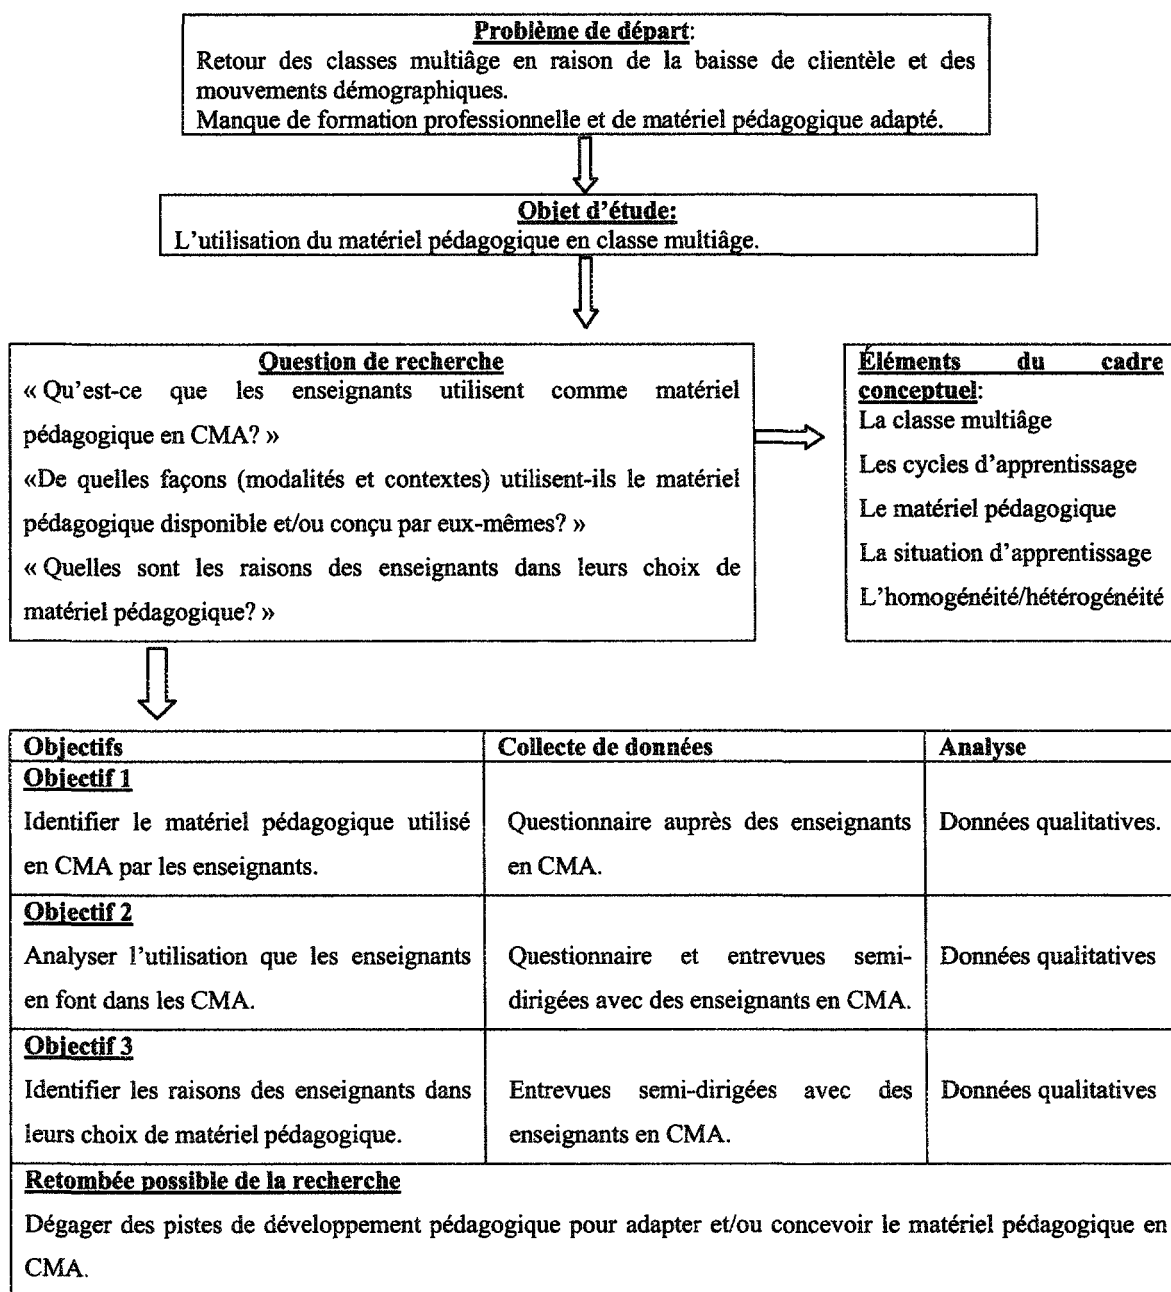 Problème de départ:
Retour des classes multiâge en raison de la baisse de clientèle et des
mouvements démographiques.
Manque de formation professionnelle et de matériel pédagogique adapté.
Objet d'étude:
L'utilisation du matériel pédagogique en classe multiâge.
Question de recherche
« Qu'est-ce que les enseignants utilisent comme matériel
pédagogique en CMA? »
«De quelles façons (modalités et contextes) utilisent-ils le matériel
pédagogique disponible et/ou conçu par eux-mêmes? »
« Quelles sont les raisons des enseignants dans leurs choix de
matériel pédagogique? »
Éléments du cadre
conceptuel:
La classe multiâge
Les cycles d'apprentissage
Le matériel pédagogique
La situation d'apprentissage
L'homogénéité/hétérogénéité
Objectifs
Collecte de données
Analyse
Objectif 1
Identifier le matériel pédagogique utilisé
en CMA par les enseignants.
Questionnaire auprès des enseignants
en CMA.
Données qualitatives.
Objectif 2
Analyser l'utilisation que les enseignants
en font dans les CMA.
Questionnaire et entrevues semi-
dirigées avec des enseignants en CMA.
Données qualitatives
Objectif 3
Identifier les raisons des enseignants dans
leurs choix de matériel pédagogique.
Entrevues semi-dirigées avec des
enseignants en CMA.
Données qualitatives
Retombée possible de la recherche
Dégager des pistes de développement pédagogique pour adapter et/ou concevoir le matériel pédagogique en
CMA.